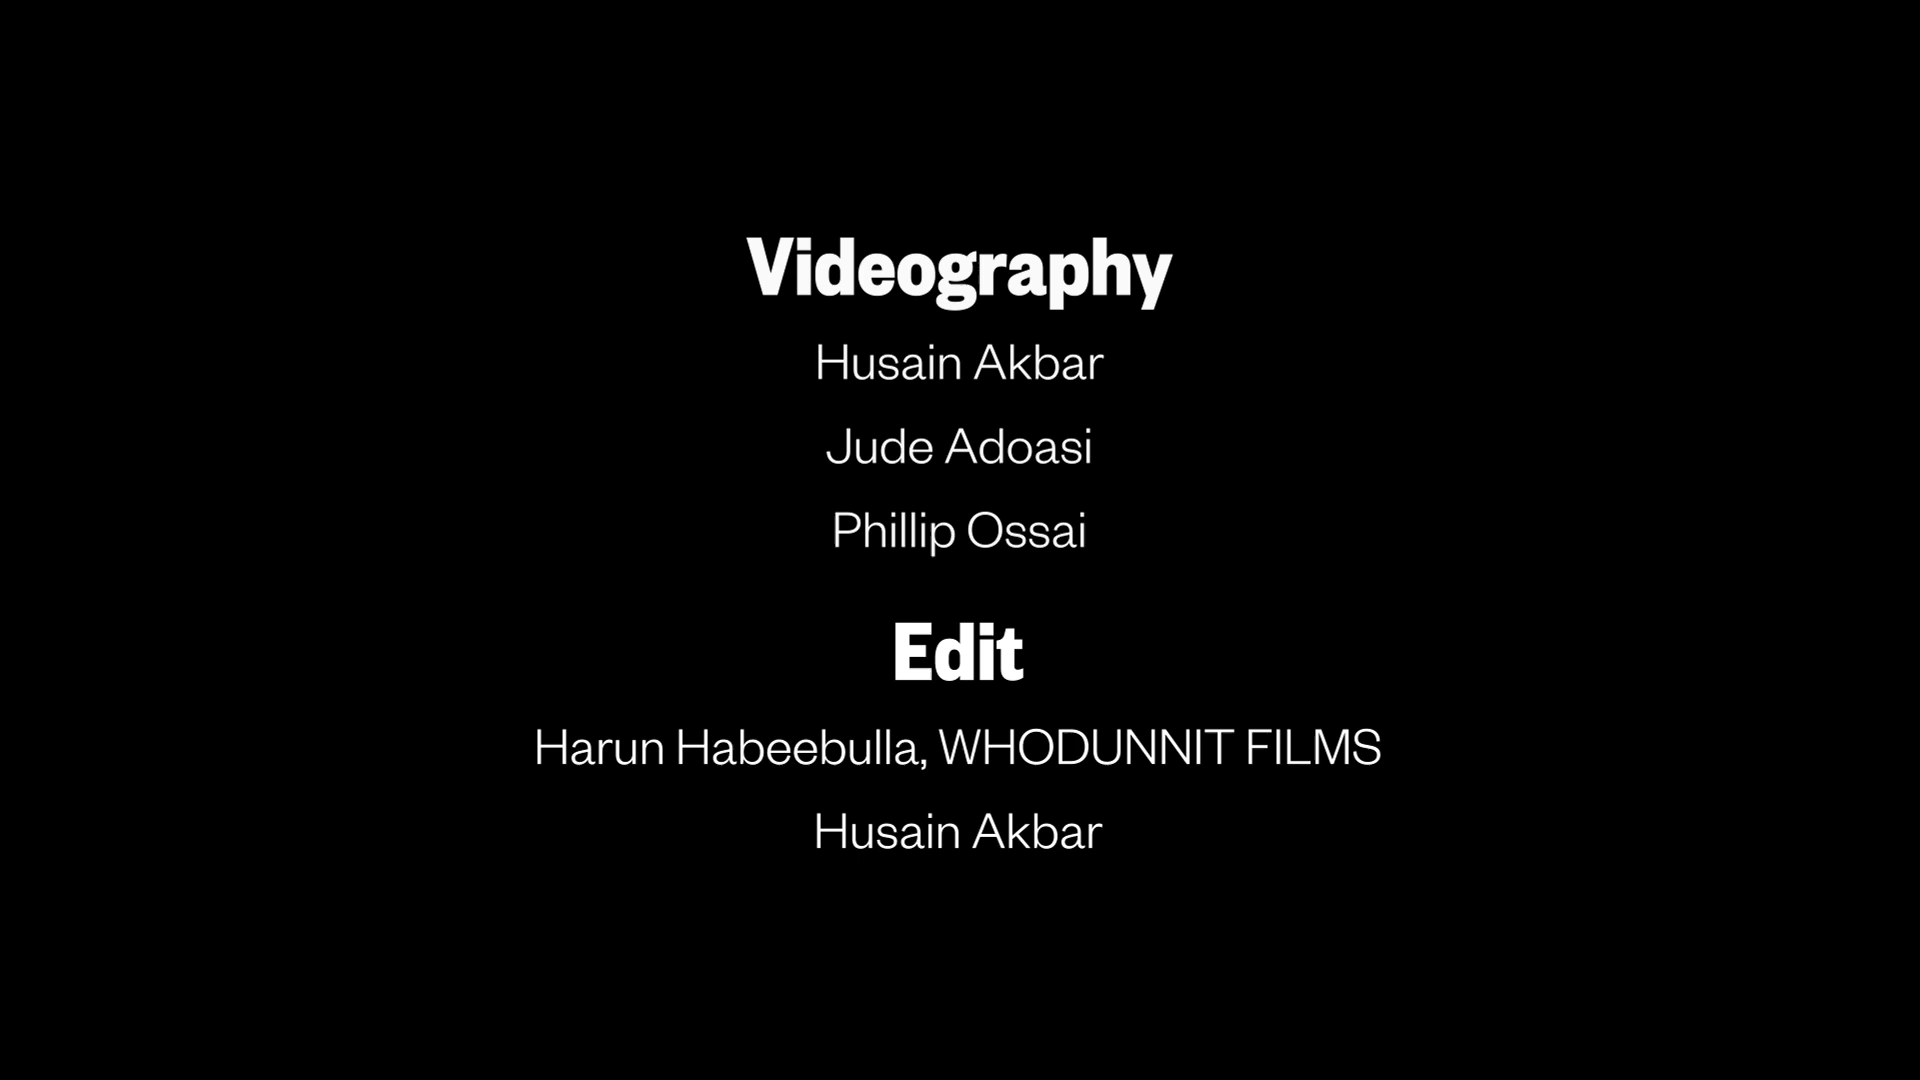 Videography
Husain Akbar
Jude Adoasi
Phillip Ossai
Edit
Harun Habeebulla, WHODUNNIT FILMS
Husain Akbar